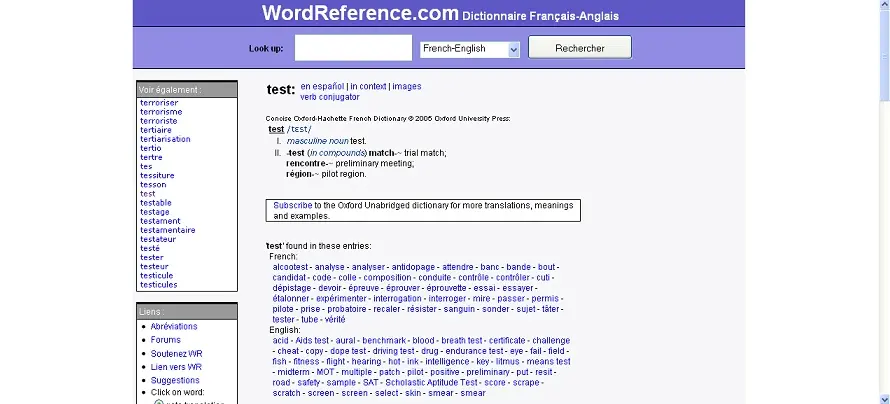 WordReference.com Dictionnaire Français-Anglais
Look up: French-English Rechercher
Voir également :
terroriser
terrorisme
terroriste
tertiaire
tertiarisation
tertio
tertre
tes
tessiture
tesson
test
testable
testage
testament
testamentaire
testateur
testé
tester
testeur
testicule
testicules
Liens :
Abréviations
Forums
Soutenez WR
Lien vers WR
Suggestions
Click on word:
goto translation
test: en español | in context | images
verb conjugator
Concise Oxford-Hachette French Dictionary © 2005 Oxford University Press:
test /tɛst/
I. masculine noun test.
II. -test (in compounds) match-~ trial match;
rencontre-~ preliminary meeting;
région-~ pilot region.
Subscribe to the Oxford Unabridged dictionary for more translations, meanings
and examples.
'test' found in these entries:
French:
alcootest - analyse - analyser - antidopage - attendre - banc - bande - bout -
candidat - code - colle - composition - conduite - contrôle - contrôler - cuti -
dépistage - devoir - épreuve - éprouver - éprouvette - essai - essayer -
étalonner - expérimenter - interrogation - interroger - mire - passer - permis -
pilote - prise - probatoire - recaler - résister - sanguin - sonder - sujet - tâter -
tester - tube - vérité
English:
acid - Aids test - aural - benchmark - blood - breath test - certificate - challenge
- cheat - copy - dope test - driving test - drug - endurance test - eye - fail - field -
fish - fitness - flight - hearing - hot - ink - intelligence - key - litmus - means test
- midterm - MOT - multiple - patch - pilot - positive - preliminary - put - resit -
road - safety - sample - SAT - Scholastic Aptitude Test - score - scrape -
scratch - screen - screen - select - skin - smear - smear